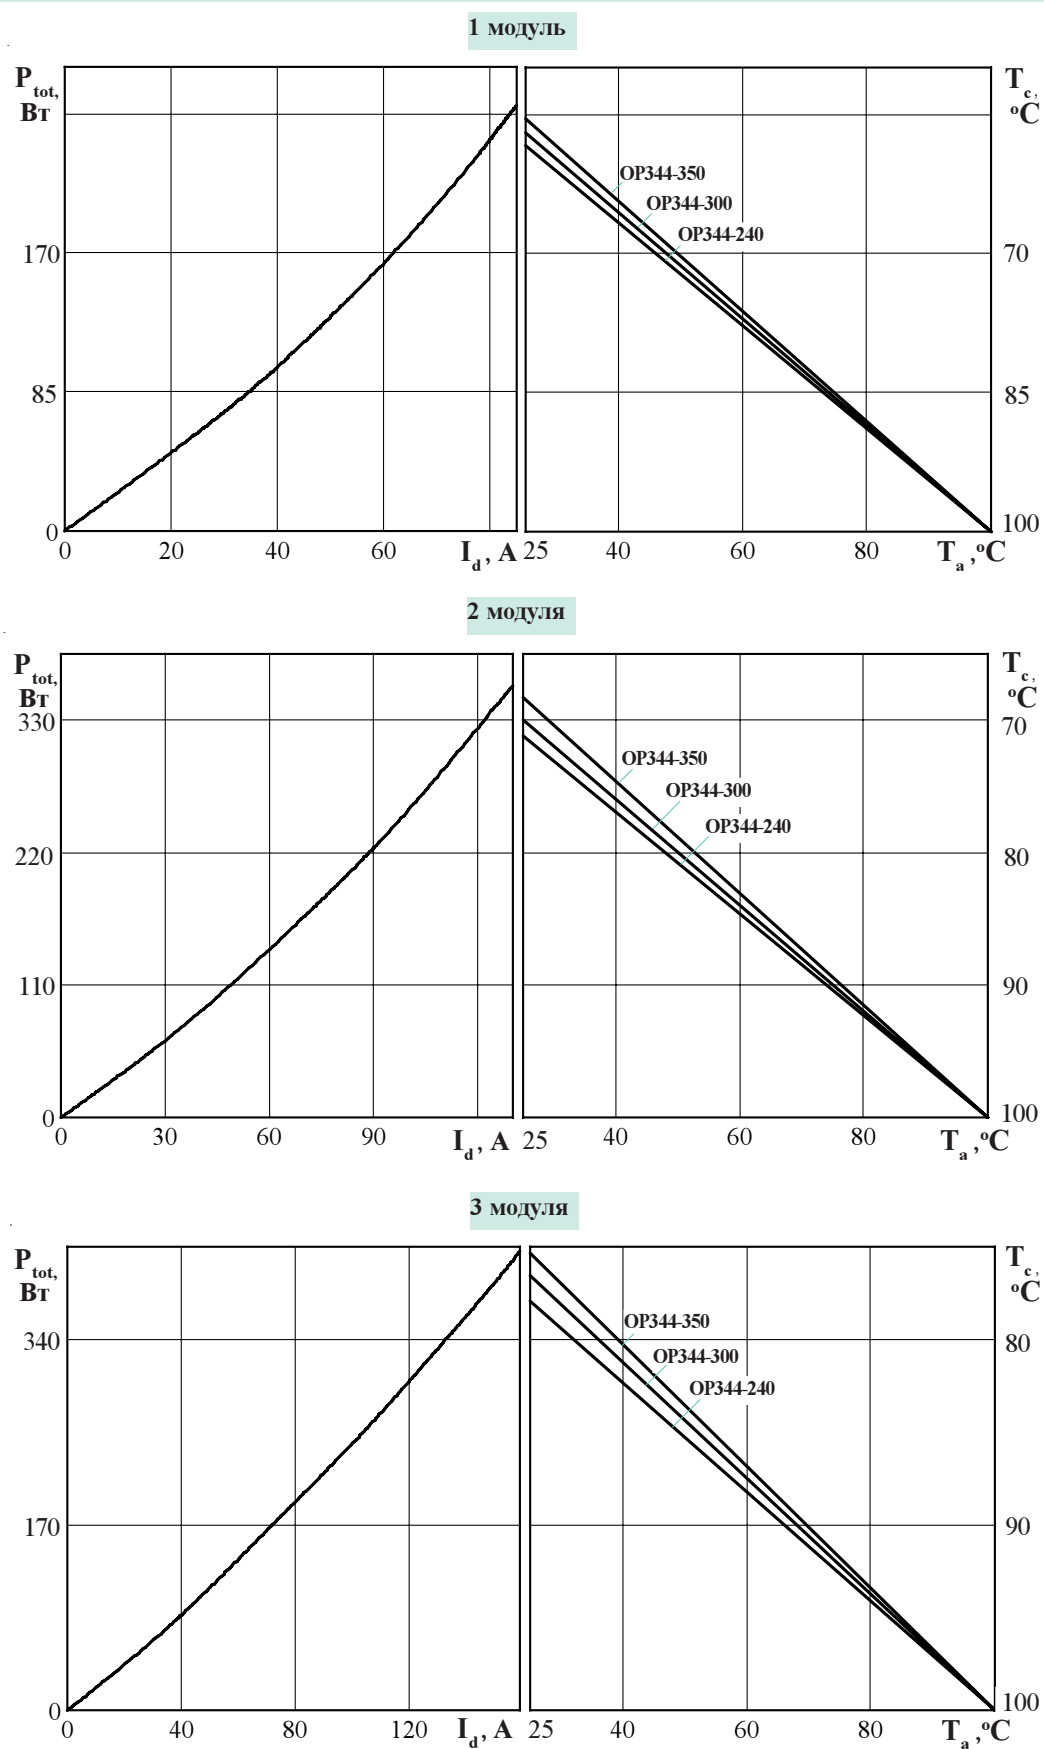 1 модуль
P tot, Вт
170
85
0
0 20 40 60 I d , A
T c, °C
OP344-350
OP344-300
OP344-240
70
85
100
25 40 60 80 T a ,°C
2 модуля
P tot, Вт
330
220
110
0
0 30 60 90 I d , A
T c, °C
70
OP344-350
OP344-300
OP344-240
80
90
100
25 40 60 80 T a ,°C
3 модуля
P tot, Вт
340
170
0
0 40 80 120 I d , A
T c, °C
OP344-350
80
OP344-300
OP344-240
90
100
25 40 60 80 T a ,°C